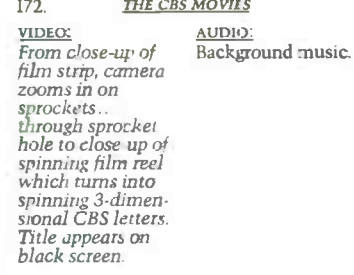 172. THE CBS MOVIES
VIDEO: AUDIO:
From close-up of Background music.
film strip, camera
zooms in on
sprockets..
through sprocket
hole to close up of
spinning film reel
which turns into
spinning 3-dimen-
sional CBS letters.
Title appears on
black screen.